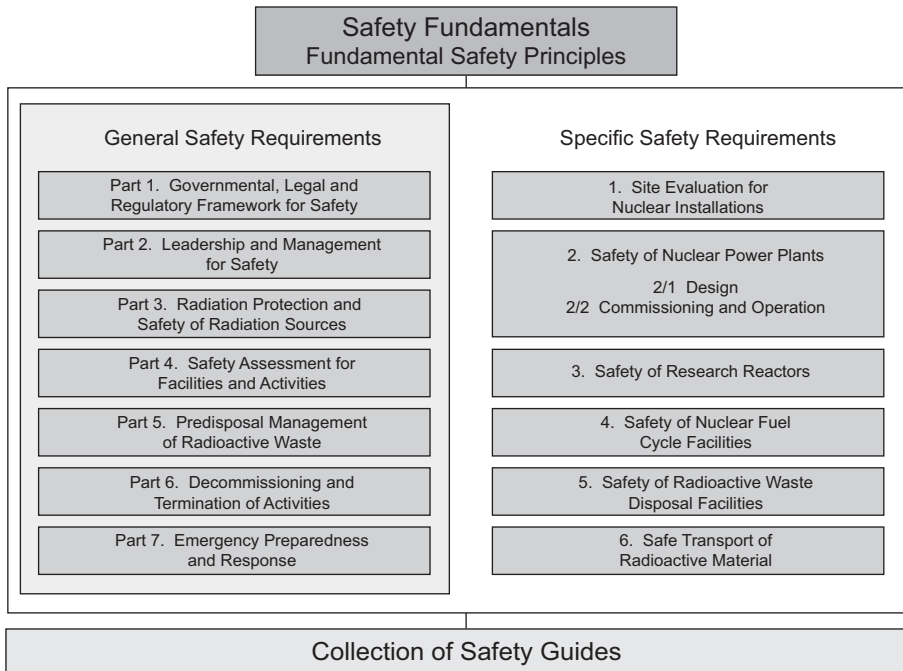 Safety Fundamentals
Fundamental Safety Principles
General Safety Requirements
Part 1. Governmental, Legal and
Regulatory Framework for Safety
Part 2. Leadership and Management
for Safety
Part 3. Radiation Protection and
Safety of Radiation Sources
Part 4. Safety Assessment for
Facilities and Activities
Part 5. Predisposal Management
of Radioactive Waste
Part 6. Decommissioning and
Termination of Activities
Part 7. Emergency Preparedness
and Response
Specific Safety Requirements
1. Site Evaluation for
Nuclear Installations
2. Safety of Nuclear Power Plants
2/1 Design
2/2 Commissioning and Operation
3. Safety of Research Reactors
4. Safety of Nuclear Fuel
Cycle Facilities
5. Safety of Radioactive Waste
Disposal Facilities
6. Safe Transport of
Radioactive Material
Collection of Safety Guides